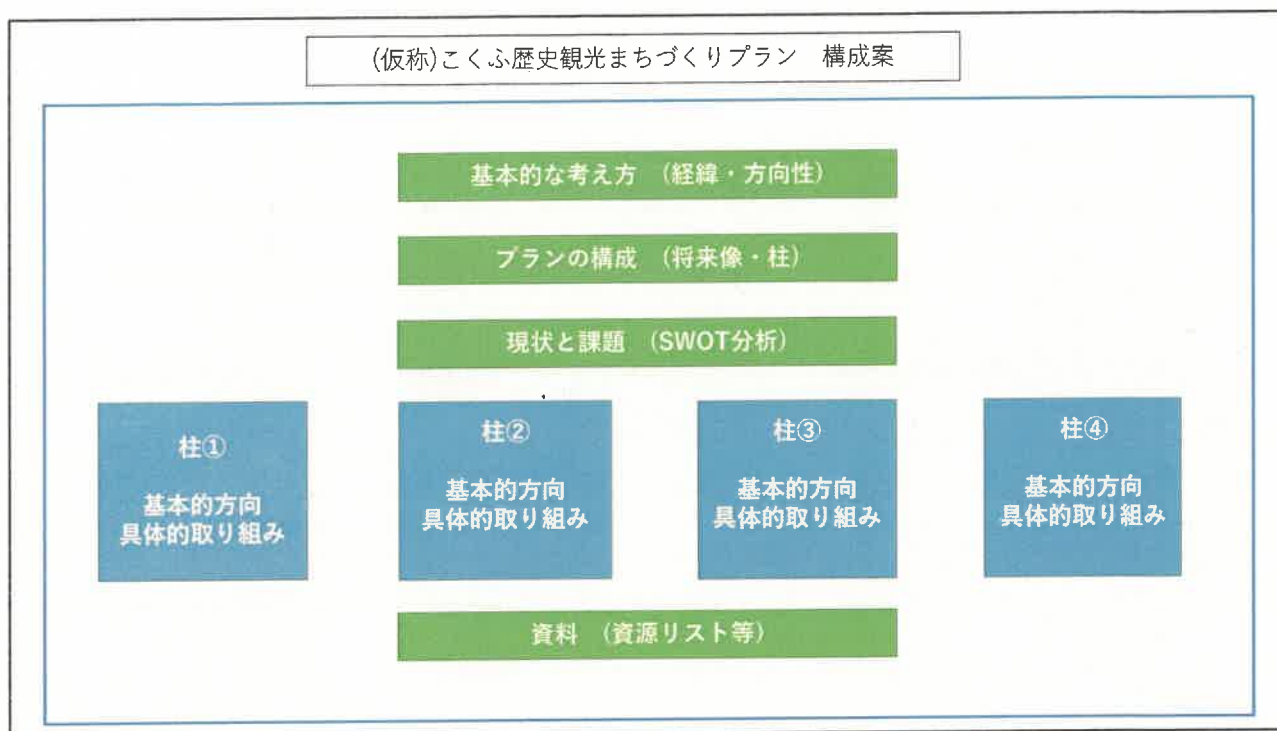 (仮称)こくふ歴史観光まちづくりプラン　構成案
基本的な考え方　(経緯・方向性)
プランの構成　(将来像・柱)
現状と課題　(SWOT分析)
柱①
基本的方向
具体的取り組み
柱②
基本的方向
具体的取り組み
柱③
基本的方向
具体的取り組み
柱④
基本的方向
具体的取り組み
資料　(資源リスト等)